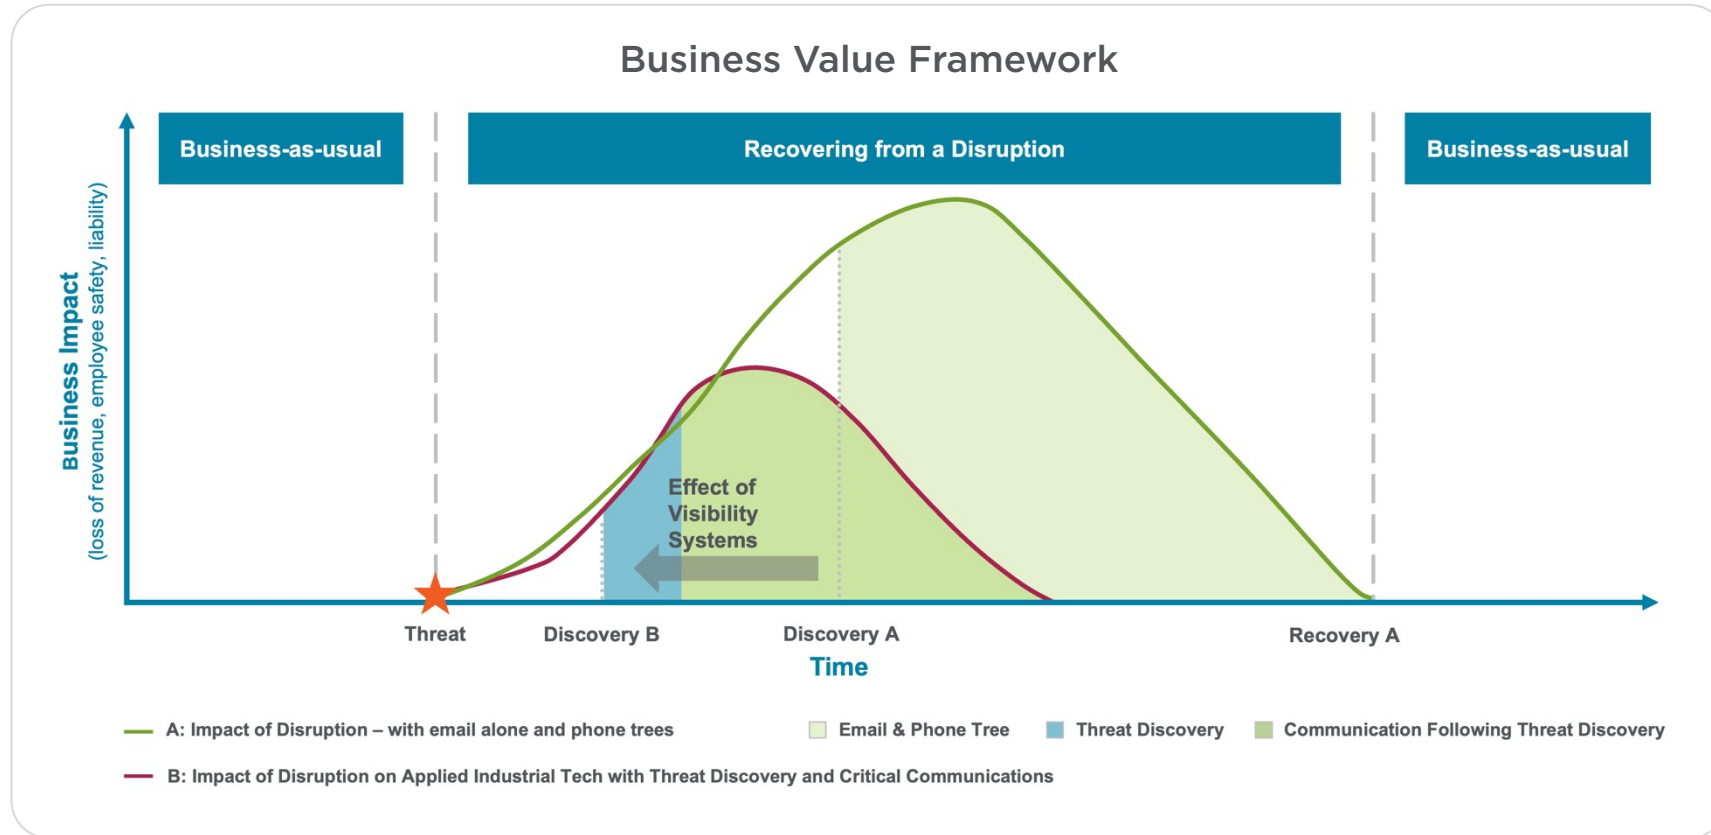 Business Value Framework
Business-as-usual
Recovering from a Disruption
Business-as-usual
Business Impact
(loss of revenue, employee safety, liability)
Effect of
Visibility
Systems
Threat
Discovery B
Discovery A
Recovery A
Time
A: Impact of Disruption – with email alone and phone trees
Email & Phone Tree
Threat Discovery
Communication Following Threat Discovery
B: Impact of Disruption on Applied Industrial Tech with Threat Discovery and Critical Communications